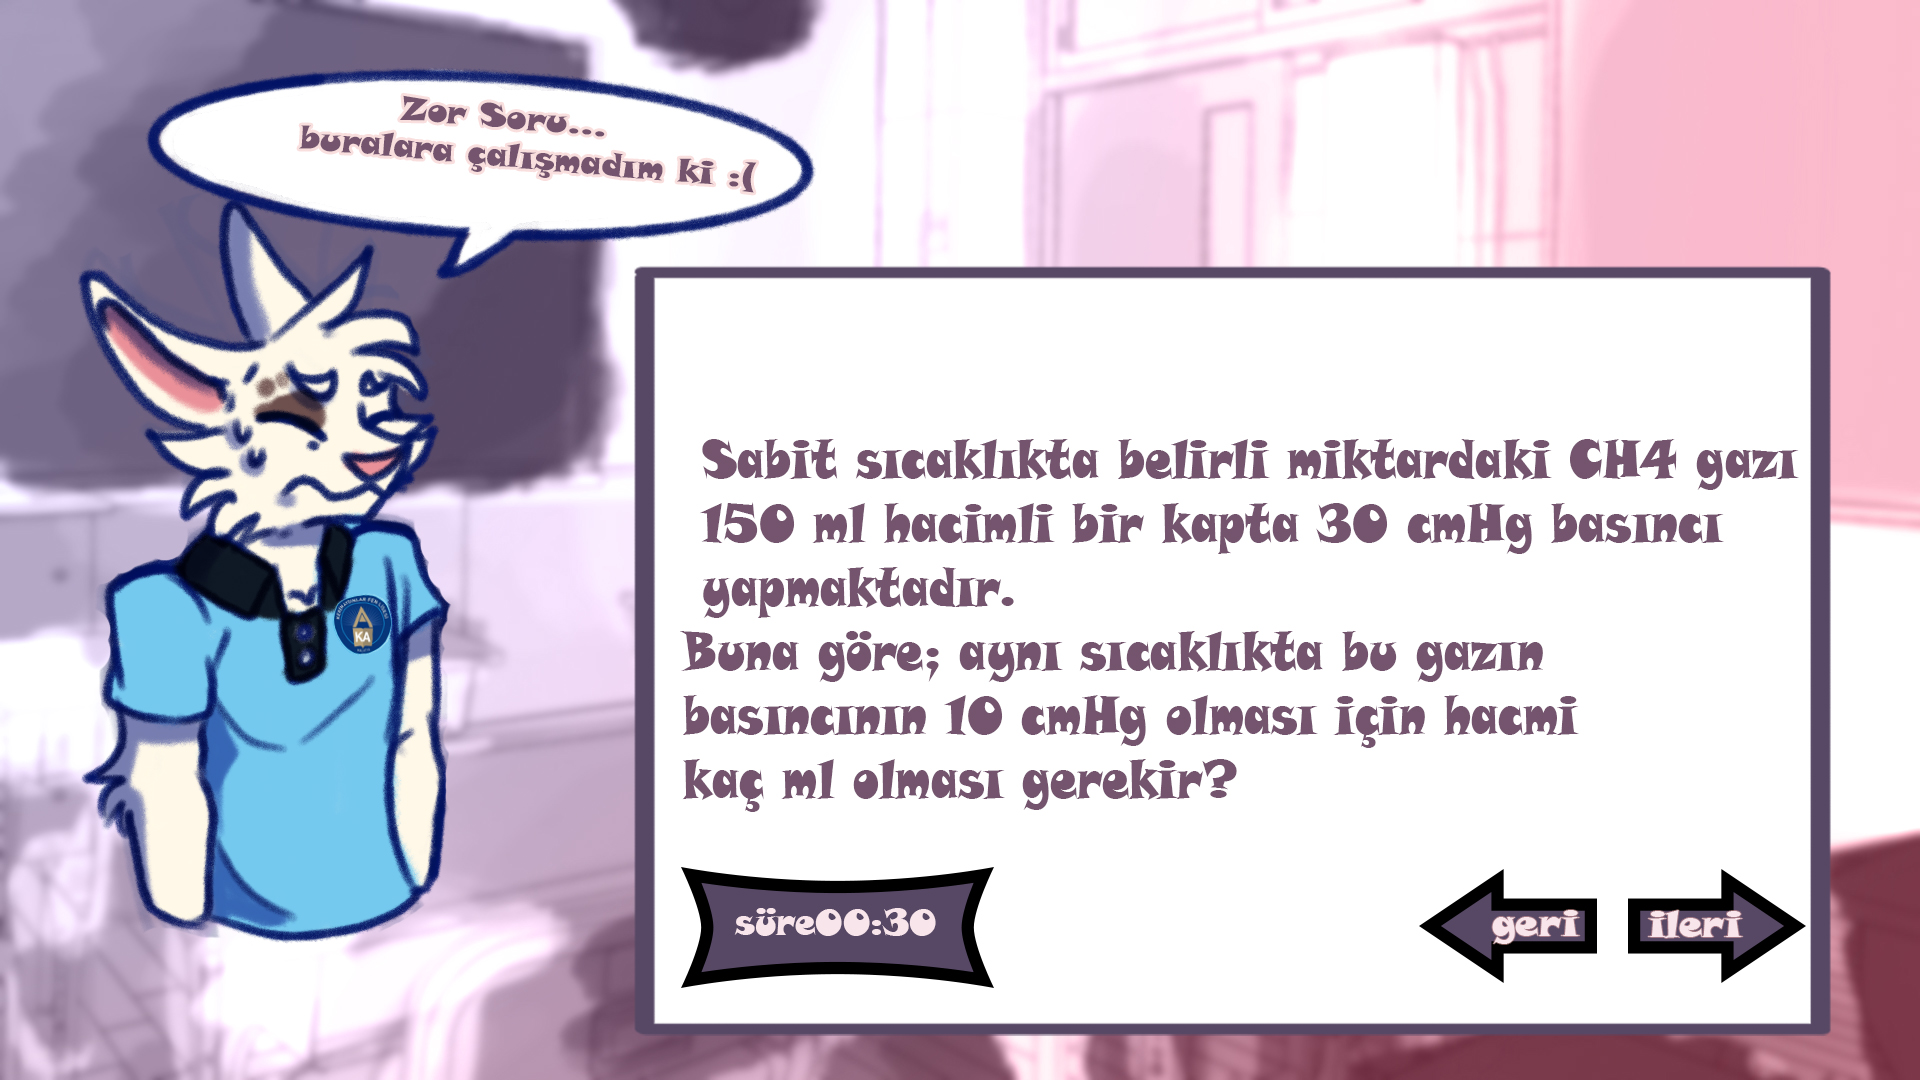 Zor Soru...
buralara çalışmadım ki :(
Sabit sıcaklıkta belirli miktardaki CH4 gazı
150 ml hacimli bir kapta 30 cmHg basıncı
yapmaktadır.
Buna göre; aynı sıcaklıkta bu gazın
basıncının 10 cmHg olması için hacmi
kaç ml olması gerekir?
süre00:30
geri
ileri
KA